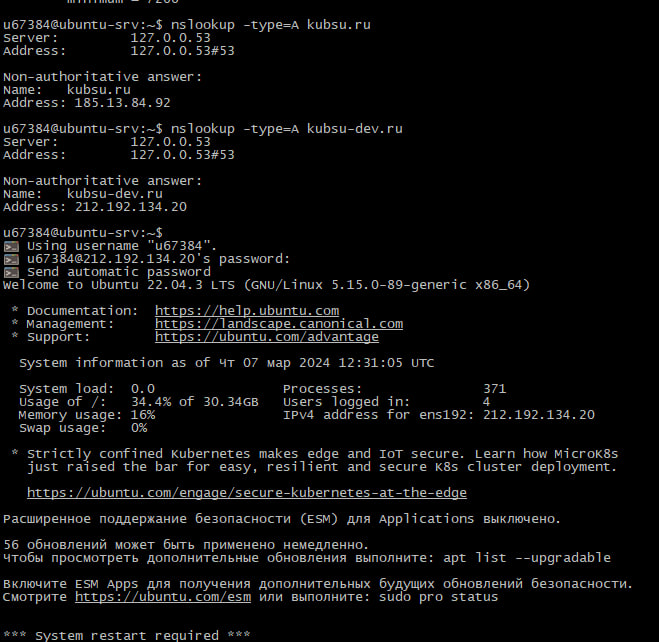 minimum = 7200
u67384@ubuntu-srv:~$ nslookup -type=A kubsu.ru
Server:         127.0.0.53
Address:        127.0.0.53#53

Non-authoritative answer:
Name:   kubsu.ru
Address: 185.13.84.92

u67384@ubuntu-srv:~$ nslookup -type=A kubsu-dev.ru
Server:         127.0.0.53
Address:        127.0.0.53#53

Non-authoritative answer:
Name:   kubsu-dev.ru
Address: 212.192.134.20

u67384@ubuntu-srv:~$
Using username "u67384".
u67384@212.192.134.20's password:
Send automatic password
Welcome to Ubuntu 22.04.3 LTS (GNU/Linux 5.15.0-89-generic x86_64)

 * Documentation:  https://help.ubuntu.com
 * Management:     https://landscape.canonical.com
 * Support:        https://ubuntu.com/advantage

  System information as of Чт 07 мар 2024 12:31:05 UTC

  System load:  0.0                Processes:               371
  Usage of /:   34.4% of 30.34GB   Users logged in:         4
  Memory usage: 16%                IPv4 address for ens192: 212.192.134.20
  Swap usage:   0%

 * Strictly confined Kubernetes makes edge and IoT secure. Learn how MicroK8s
   just raised the bar for easy, resilient and secure K8s cluster deployment.

   https://ubuntu.com/engage/secure-kubernetes-at-the-edge

Расширенное поддержание безопасности (ESM) для Applications выключено.

56 обновлений может быть применено немедленно.
Чтобы просмотреть дополнительные обновления выполните: apt list --upgradable

Включите ESM Apps для получения дополнительных будущих обновлений безопасности.
Смотрите https://ubuntu.com/esm или выполните: sudo pro status

*** System restart required ***